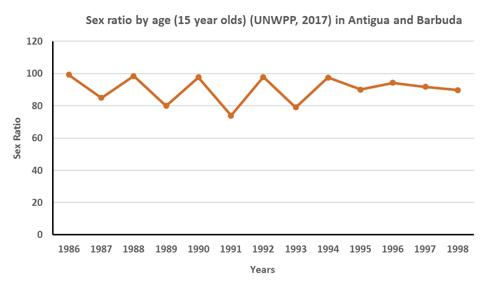 Sex ratio by age (15 year olds) (UNWPP, 2017) in Antigua and Barbuda
120
100
80
60
40
20
0
Sex Ratio
1986 1987 1988 1989 1990 1991 1992 1993 1994 1995 1996 1997 1998
Years